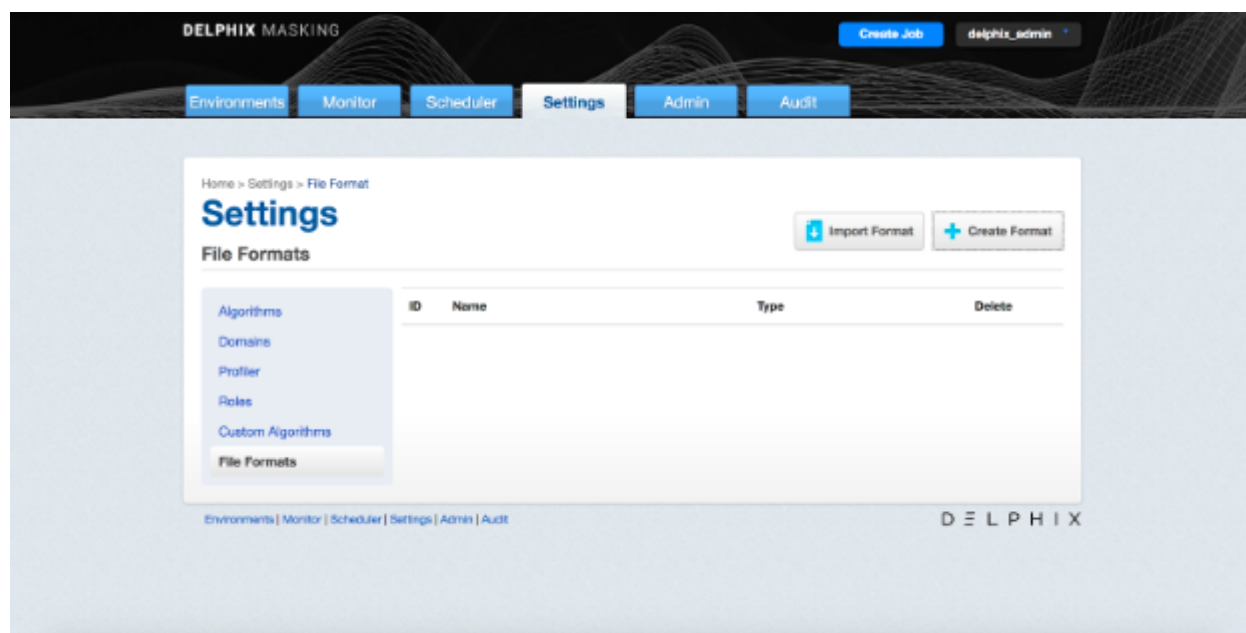 DELPHIX MASKING
Create Job
delphix_admin
Environments Monitor Scheduler Settings Admin Audit
Home > Settings > File Format
Settings
Import Format
Create Format
File Formats
ID Name Type Delete
Algorithms
Domains
Profiler
Roles
Custom Algorithms
File Formats
Environments | Monitor | Scheduler | Settings | Admin | Audit
DELPHIX